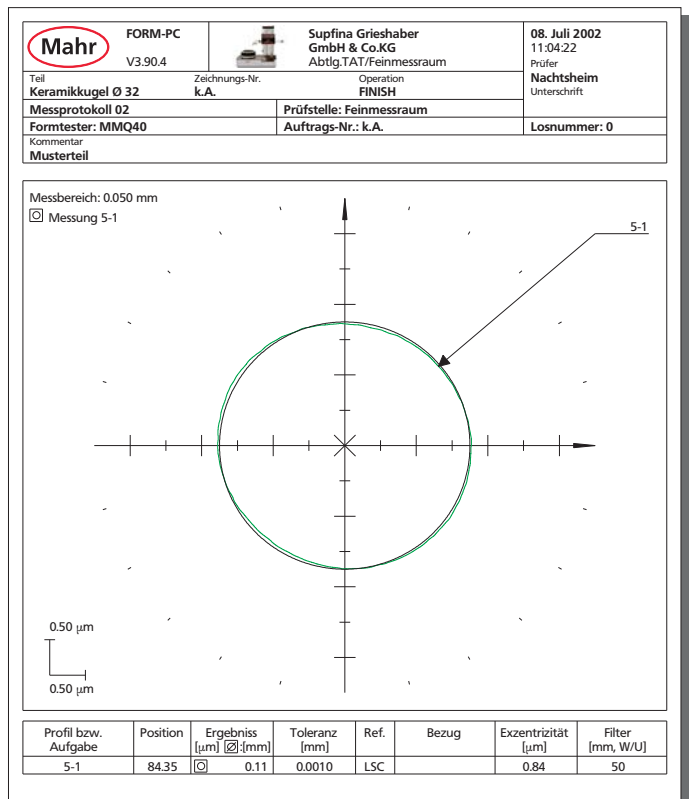 Mahr
FORM-PC
V3.90.4
Supfina Grieshaber
GmbH & Co.KG
Abtlg.TAT/Feinmessraum
08. Juli 2002
11:04:22
Prüfer
Nachtsheim
Unterschrift
Teil
Keramikkugel Ø 32
Zeichnungs-Nr.
k.A.
Operation
FINISH
Messprotokoll 02
Prüfstelle: Feinmessraum
Formtester: MMQ40
Auftrags-Nr.: k.A.
Losnummer: 0
Kommentar
Musterteil
Messbereich: 0.050 mm
Messung 5-1
5-1
0.50 µm
0.50 µm
Profil bzw. Aufgabe
Position
Ergebniss
[µm] Ø:[mm]
Toleranz
[mm]
Ref.
Bezug
Exzentrizität
[µm]
Filter
[mm, W/U]
5-1 84.35 0.11 0.0010 LSC 0.84 50